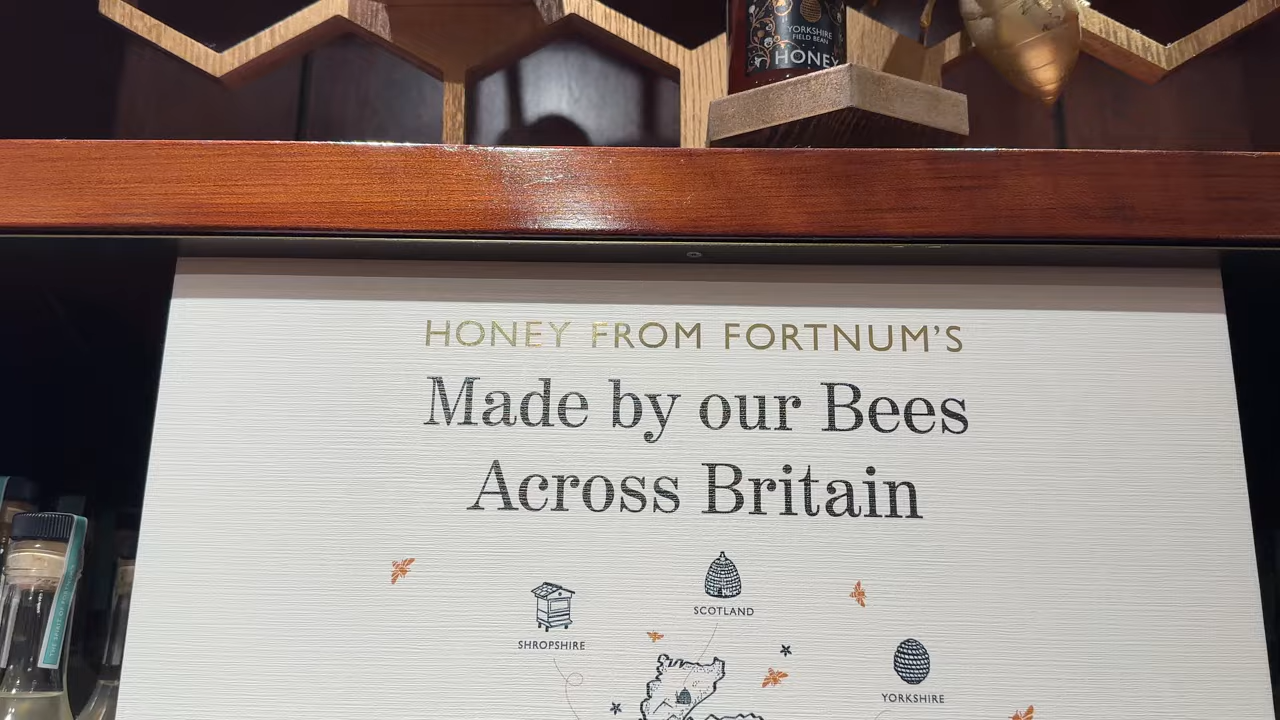 YORKSHIRE
FIELD BEAN
HONEY
HONEY FROM FORTNUM'S
Made by our Bees
Across Britain
SCOTLAND
SHROPSHIRE
YORKSHIRE